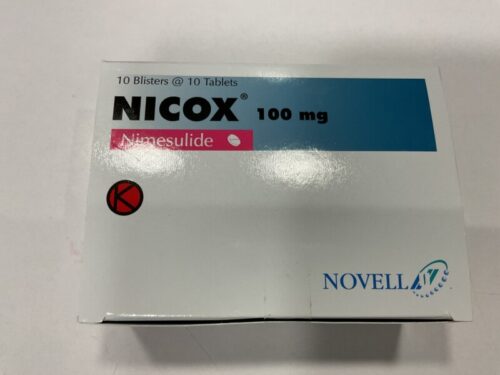 10 Blisters @ 10 Tablets
NICOX® 100 mg
Nimesulide
K
NOVELL